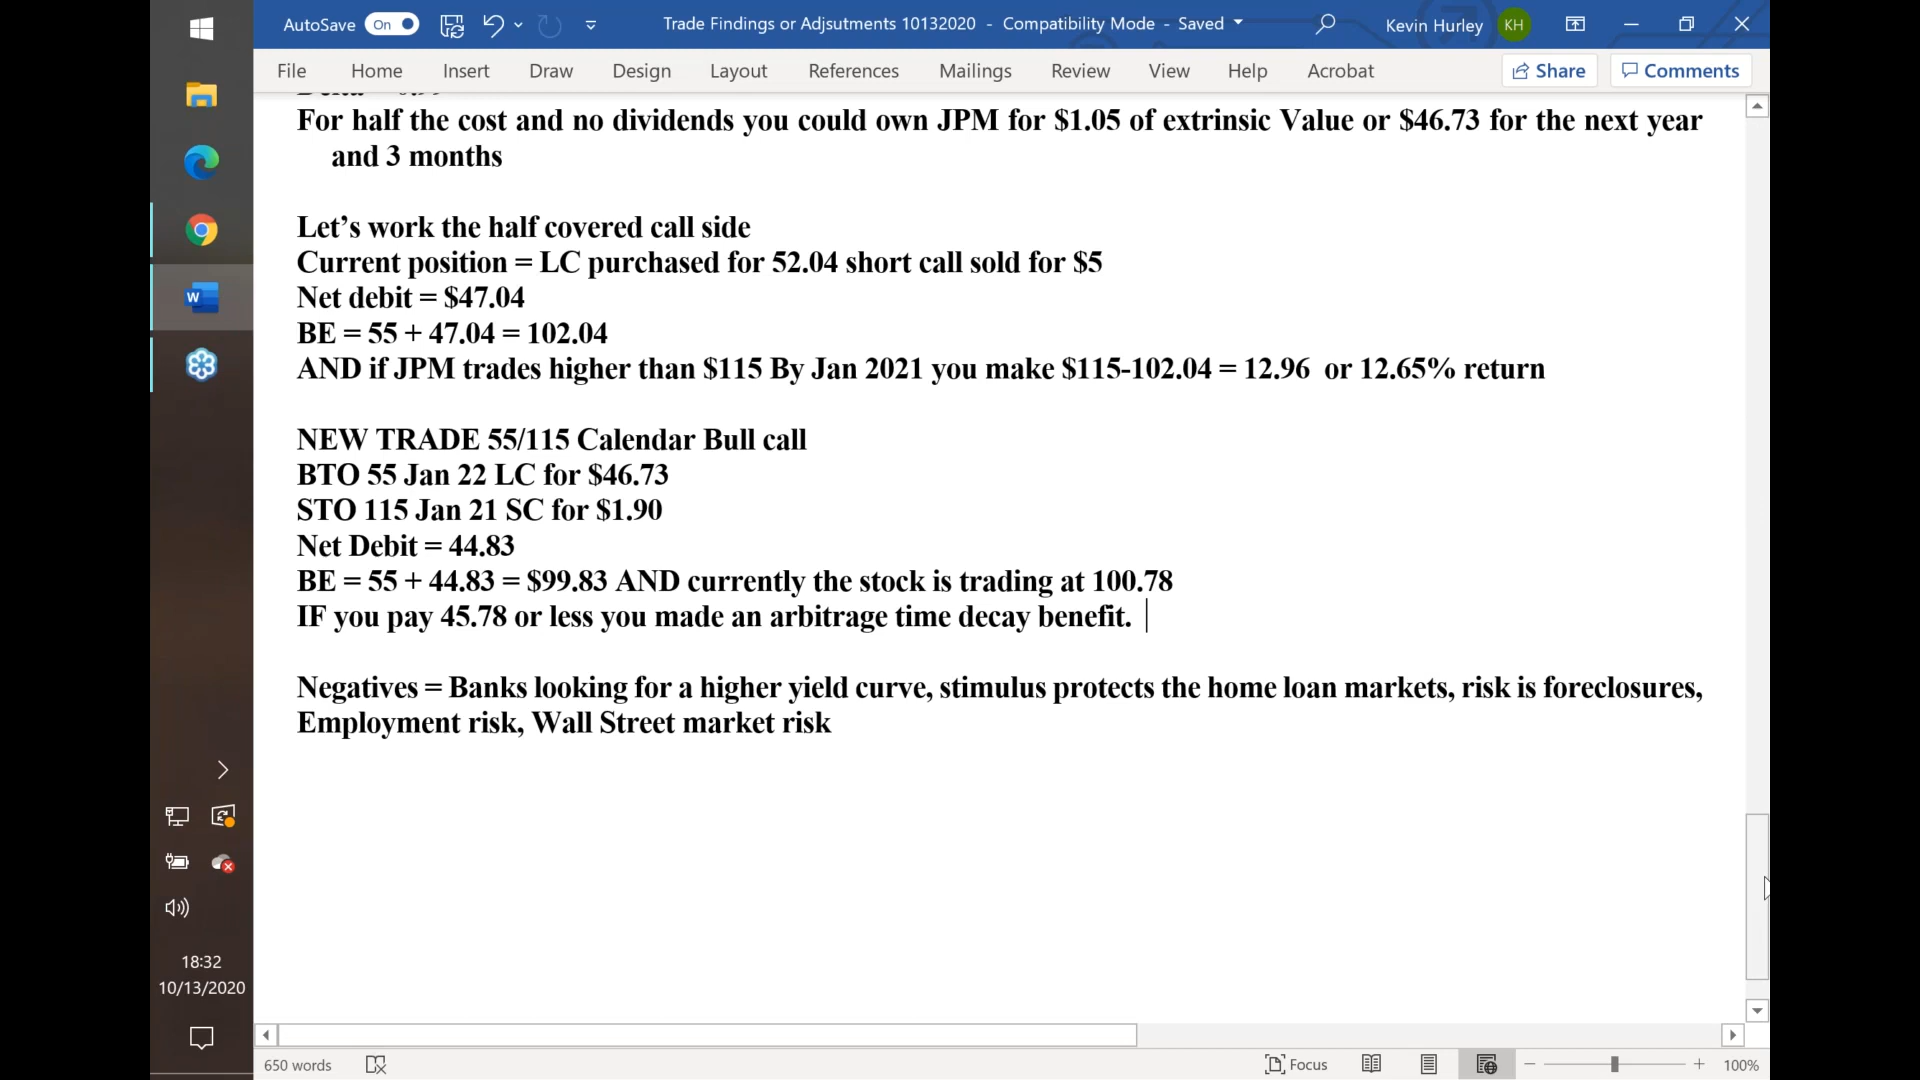 AutoSave On Trade Findings or Adjsutments 10132020 - Compatibility Mode - Saved Kevin Hurley KH
File Home Insert Draw Design Layout References Mailings Review View Help Acrobat Share Comments
For half the cost and no dividends you could own JPM for $1.05 of extrinsic Value or $46.73 for the next year
and 3 months
Let’s work the half covered call side
Current position = LC purchased for 52.04 short call sold for $5
Net debit = $47.04
BE = 55 + 47.04 = 102.04
AND if JPM trades higher than $115 By Jan 2021 you make $115-102.04 = 12.96 or 12.65% return
NEW TRADE 55/115 Calendar Bull call
BTO 55 Jan 22 LC for $46.73
STO 115 Jan 21 SC for $1.90
Net Debit = 44.83
BE = 55 + 44.83 = $99.83 AND currently the stock is trading at 100.78
IF you pay 45.78 or less you made an arbitrage time decay benefit.
Negatives = Banks looking for a higher yield curve, stimulus protects the home loan markets, risk is foreclosures,
Employment risk, Wall Street market risk
18:32
10/13/2020
650 words Focus 100%